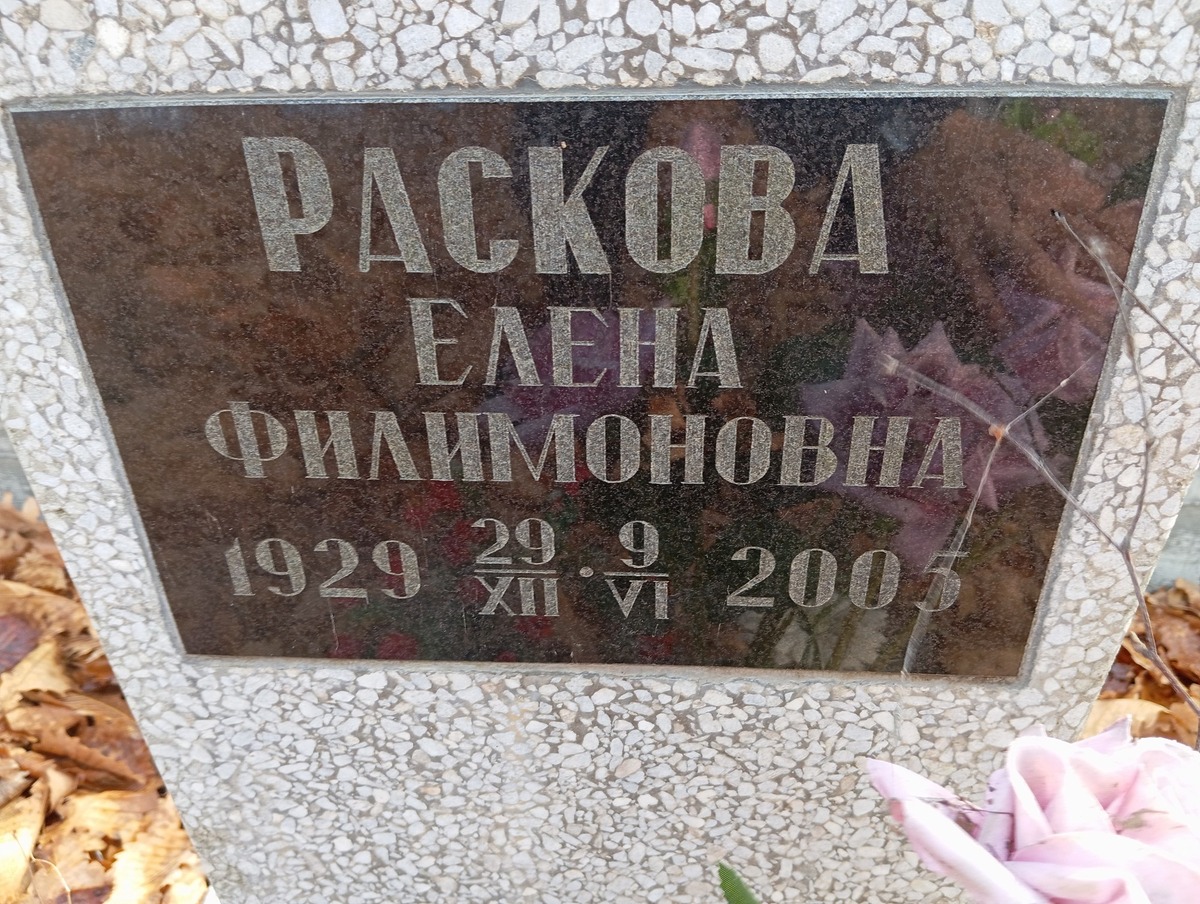 РАСКОВА
ЕЛЕНА
ФИЛИМОНОВНА
1929 29/XII · 9/VI 2005